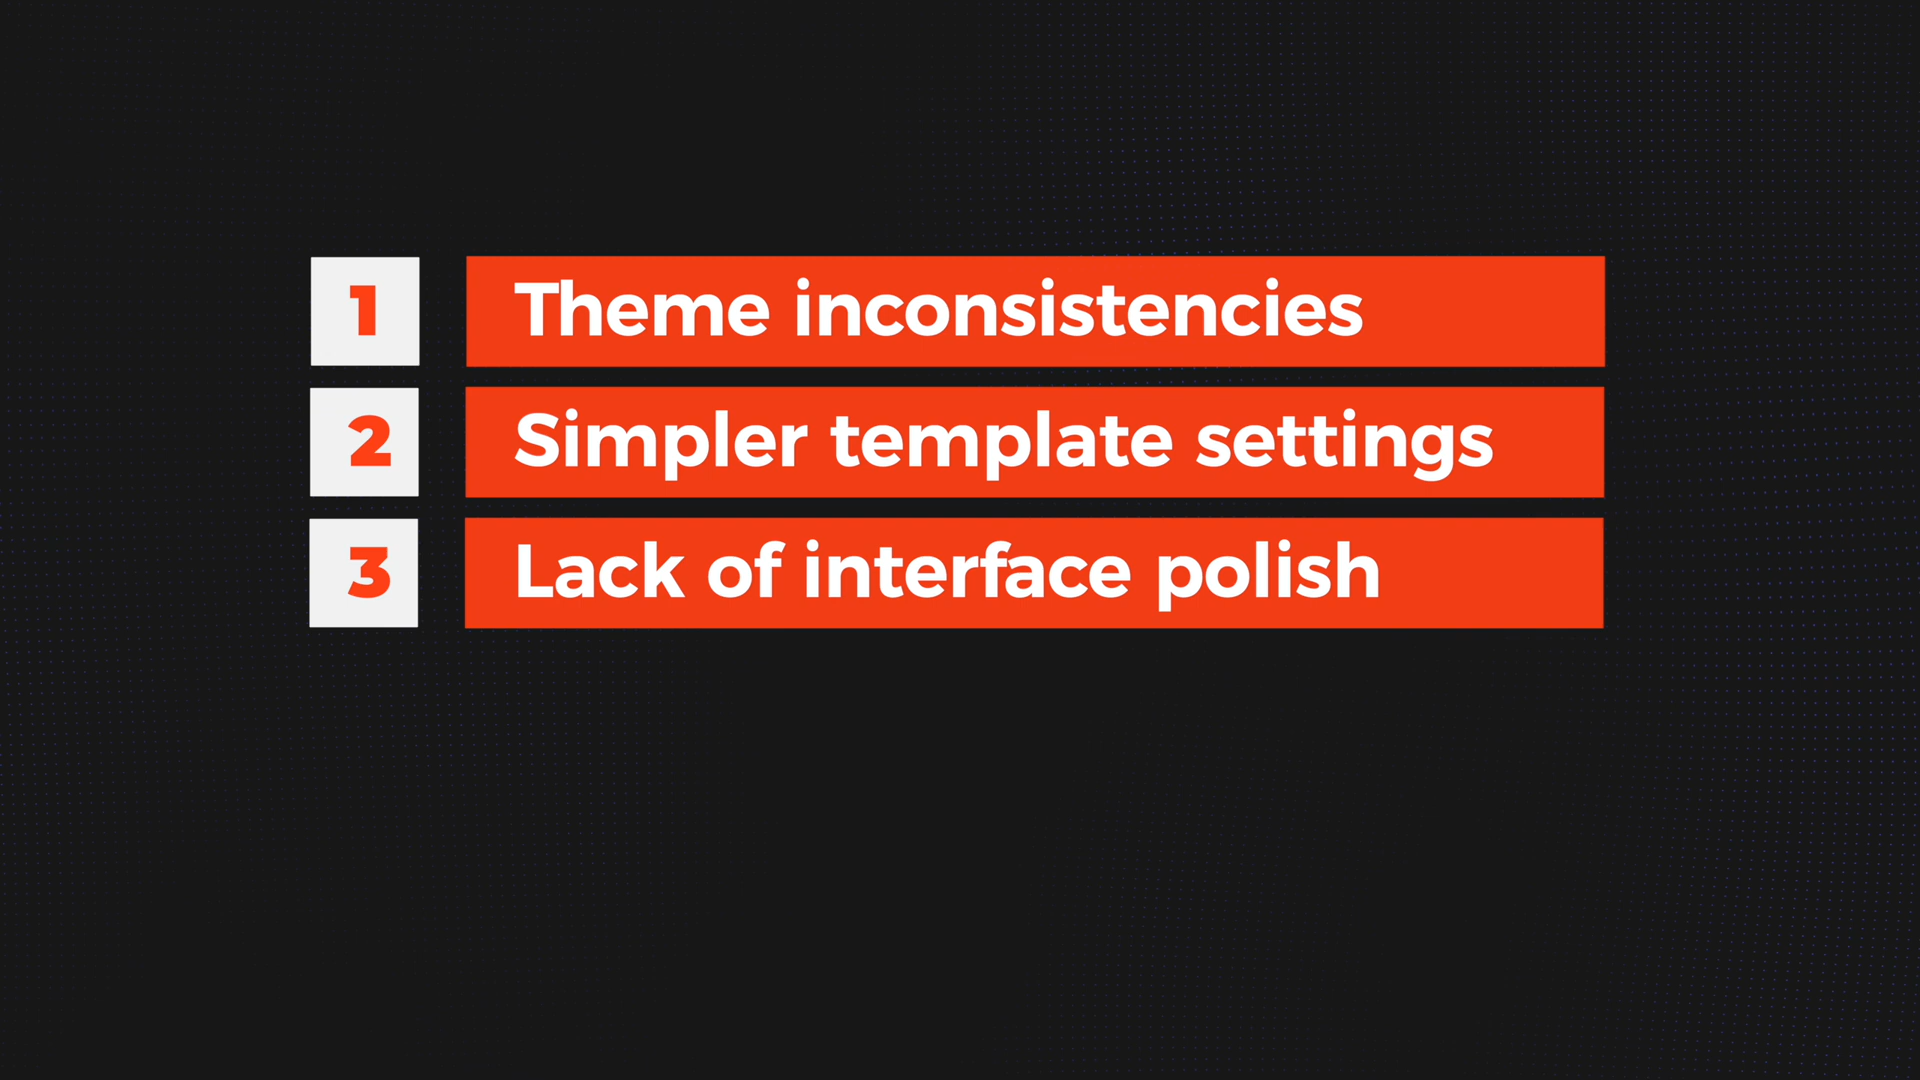 1 Theme inconsistencies
2 Simpler template settings
3 Lack of interface polish